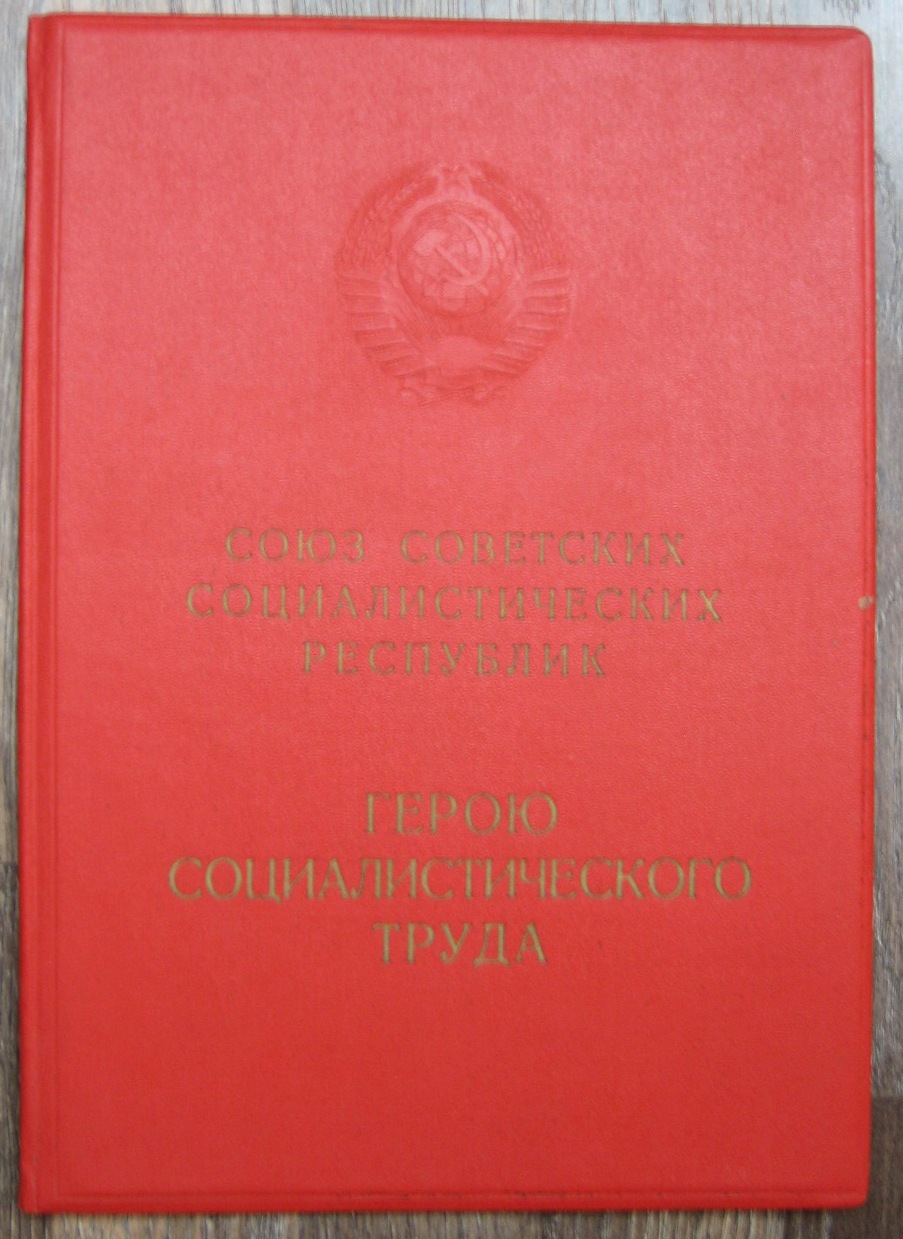 СОЮЗ СОВЕТСКИХ
СОЦИАЛИСТИЧЕСКИХ
РЕСПУБЛИК
ГЕРОЮ
СОЦИАЛИСТИЧЕСКОГО
ТРУДА